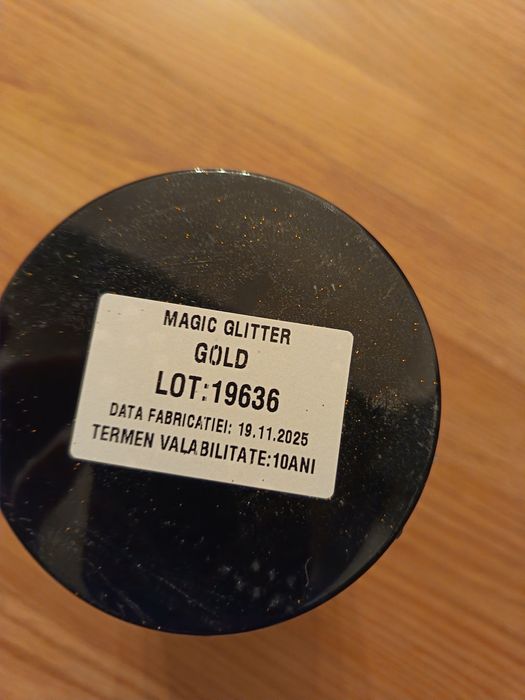 MAGIC GLITTER
GOLD
LOT:19636
DATA FABRICATIEI: 19.11.2025
TERMEN VALABILITATE:10ANI